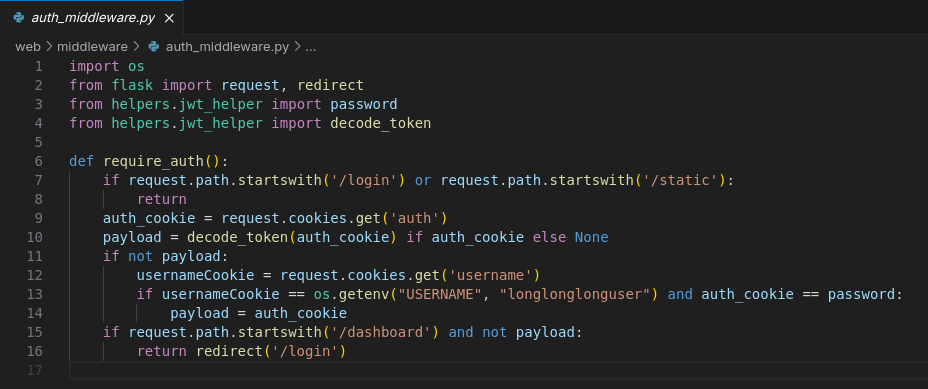 auth_middleware.py ×
web > middleware > auth_middleware.py > ...
1 import os
2 from flask import request, redirect
3 from helpers.jwt_helper import password
4 from helpers.jwt_helper import decode_token
5
6 def require_auth():
7     if request.path.startswith('/login') or request.path.startswith('/static'):
8         return
9     auth_cookie = request.cookies.get('auth')
10     payload = decode_token(auth_cookie) if auth_cookie else None
11     if not payload:
12         usernameCookie = request.cookies.get('username')
13         if usernameCookie == os.getenv("USERNAME", "longlonglonguser") and auth_cookie == password:
14             payload = auth_cookie
15     if request.path.startswith('/dashboard') and not payload:
16         return redirect('/login')
17